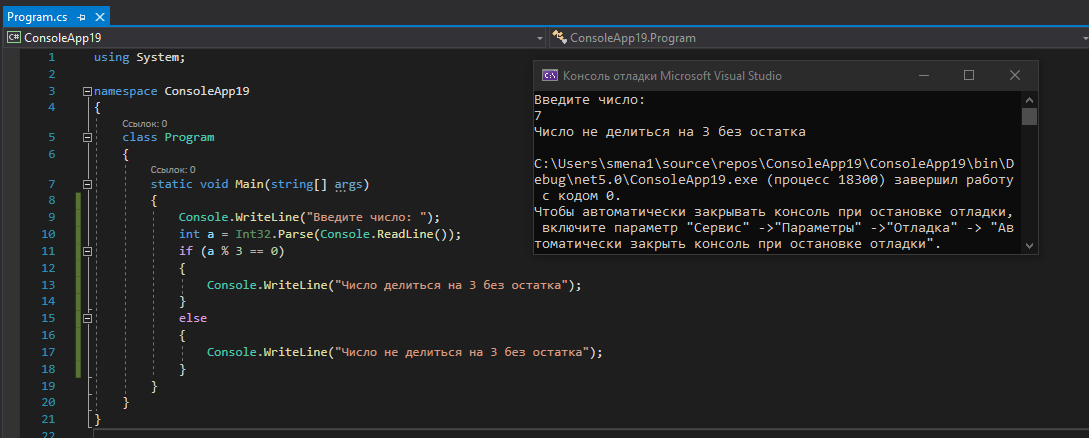 Program.cs
ConsoleApp19
ConsoleApp19.Program
1 using System;
2
3 namespace ConsoleApp19
4 {
Ссылок: 0
5 class Program
6 {
Ссылок: 0
7 static void Main(string[] args)
8 {
9 Console.WriteLine("Введите число: ");
10 int a = Int32.Parse(Console.ReadLine());
11 if (a % 3 == 0)
12 {
13 Console.WriteLine("Число делиться на 3 без остатка");
14 }
15 else
16 {
17 Console.WriteLine("Число не делиться на 3 без остатка");
18 }
19 }
20 }
21 }
22
Консоль отладки Microsoft Visual Studio
Введите число:
7
Число не делиться на 3 без остатка
C:\Users\smena1\source\repos\ConsoleApp19\ConsoleApp19\bin\D
ebug\net5.0\ConsoleApp19.exe (процесс 18300) завершил работу
с кодом 0.
Чтобы автоматически закрывать консоль при остановке отладки,
включите параметр "Сервис" ->"Параметры" ->"Отладка" -> "Ав
томатически закрыть консоль при остановке отладки".